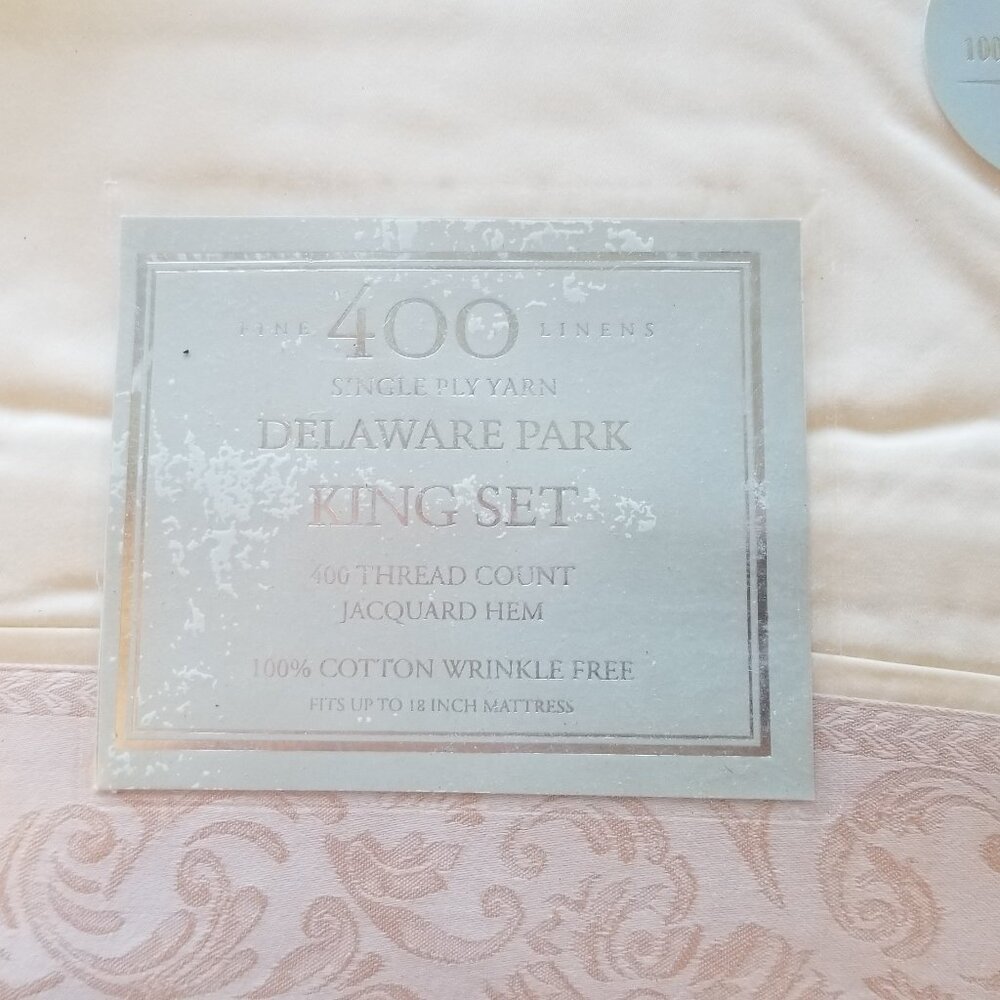 100
FINE 400 LINENS
SINGLE PLY YARN
DELAWARE PARK
KING SET
400 THREAD COUNT
JACQUARD HEM
100% COTTON WRINKLE FREE
FITS UP TO 18 INCH MATTRESS